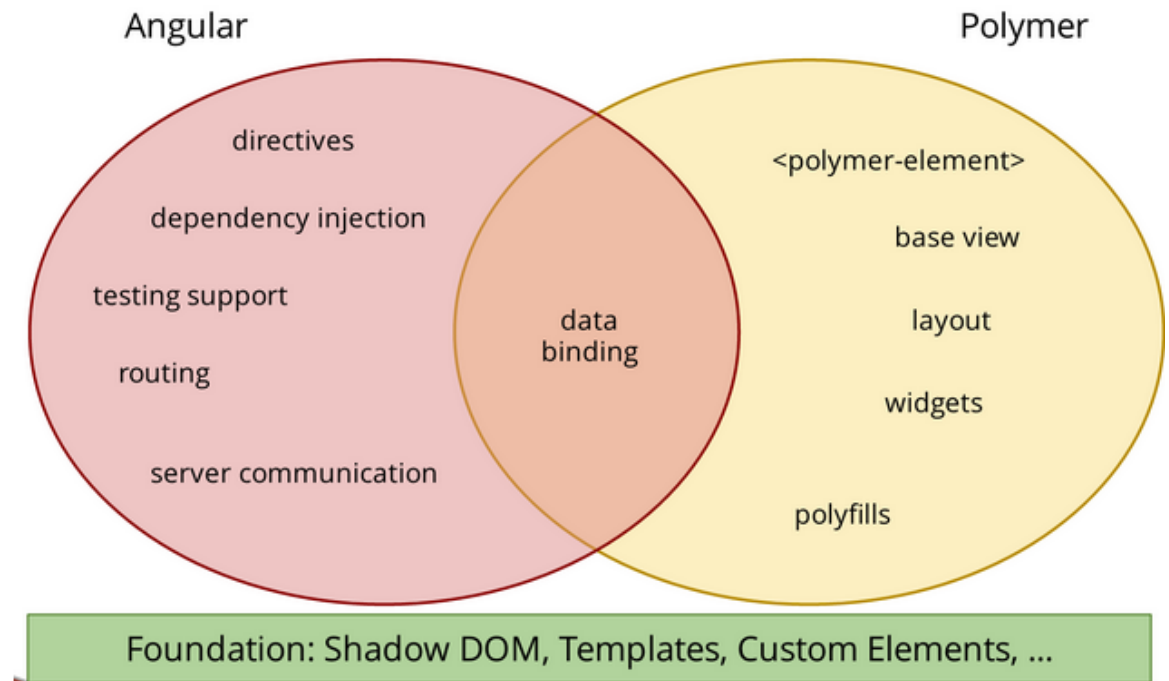 Angular
Polymer
directives
dependency injection
testing support
routing
server communication
data
binding
<polymer-element>
base view
layout
widgets
polyfills
Foundation: Shadow DOM, Templates, Custom Elements, ...